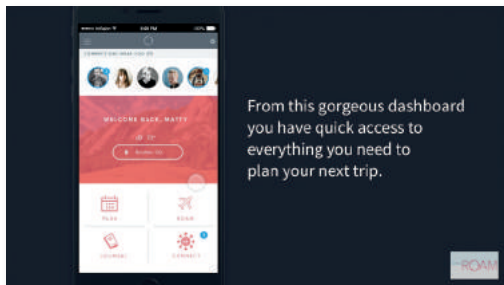 WELCOME BACK, MATTY
PLAN
ROAM
JOURNAL
CONNECT
From this gorgeous dashboard
you have quick access to
everything you need to
plan your next trip.
ROAM